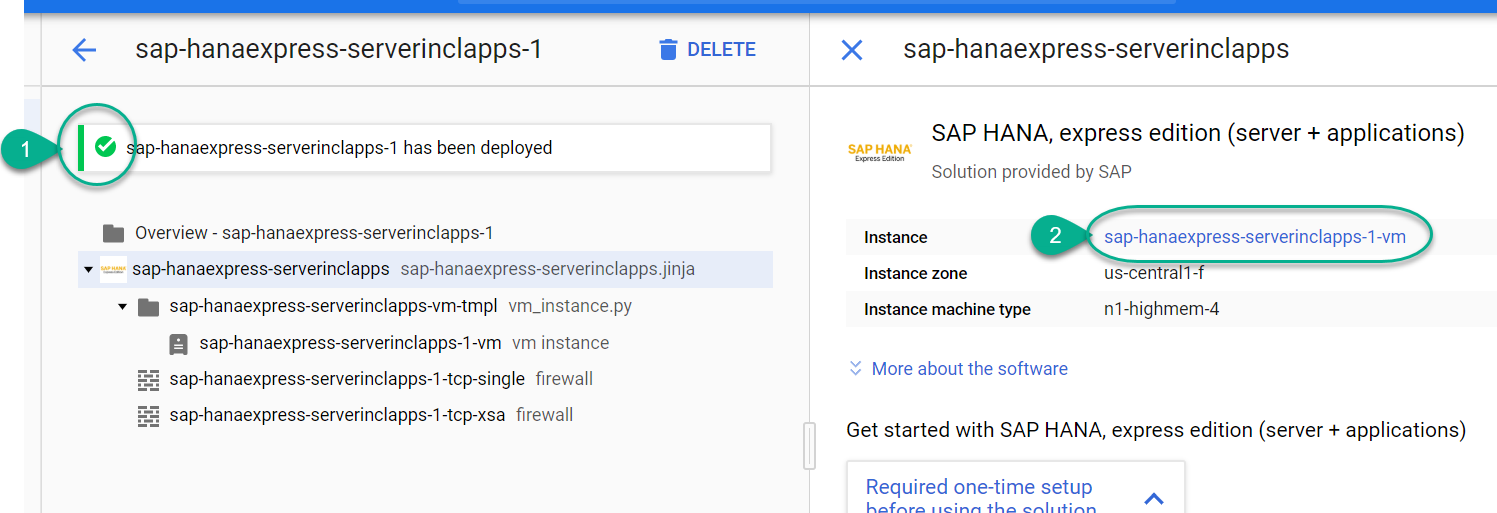 sap-hanaexpress-serverinclapps-1
DELETE
1
sap-hanaexpress-serverinclapps-1 has been deployed
Overview - sap-hanaexpress-serverinclapps-1
SAP HANA
sap-hanaexpress-serverinclapps sap-hanaexpress-serverinclapps.jinja
sap-hanaexpress-serverinclapps-vm-tmpl vm_instance.py
sap-hanaexpress-serverinclapps-1-vm vm instance
sap-hanaexpress-serverinclapps-1-tcp-single firewall
sap-hanaexpress-serverinclapps-1-tcp-xsa firewall
sap-hanaexpress-serverinclapps
SAP HANA
Express Edition
SAP HANA, express edition (server + applications)
Solution provided by SAP
Instance 2 sap-hanaexpress-serverinclapps-1-vm
Instance zone us-central1-f
Instance machine type n1-highmem-4
More about the software
Get started with SAP HANA, express edition (server + applications)
Required one-time setup
before using the solution